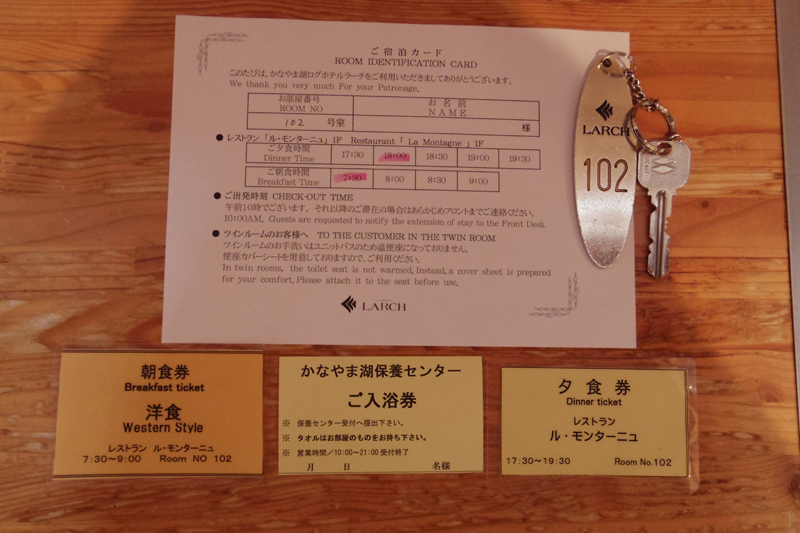 ご宿泊カード
ROOM IDENTIFICATION CARD
このたびは、かなやま湖ログホテルラーチをご利用いただきましてありがとうございます。
We thank you very much For your Patronage.
お部屋番号 お名前
ROOM NO NAME
102 号室 様
● レストラン「ル・モンターニュ」1F Restaurant「La Montagne」1F
ご夕食時間
Dinner Time 17:30 18:00 18:30 19:00 19:30
ご朝食時間
Breakfast Time 7:30 8:00 8:30 9:00
● ご出発時刻 CHECK-OUT TIME
午前10時でございます。それ以降のご滞在の場合はあらかじめフロントまでご連絡ください。
10:00AM. Guests are requested to notify the extension of stay to the Front Desk
● ツインルームのお客様へ TO THE CUSTOMER IN THE TWIN ROOM
ツインルームのお手洗いはユニットバスのため温便座になっておりません。
便座カバーシートを用意しておりますので、ご利用ください。
In twin rooms, the toilet seat is not warmed. Instead, a cover sheet is prepared
for your comfort. Please attach it to the seat before use.
LARCH
LARCH
102
朝食券
Breakfast ticket
洋食
Western Style
レストラン ル・モンターニュ
7:30〜9:00 Room NO 102
かなやま湖保養センター
ご入浴券
※ 保養センター受付へ提出下さい。
※ タオルはお部屋のものをお持ち下さい。
※ 営業時間/10:00〜21:00 受付終了
月 日 名様
夕食券
Dinner ticket
レストラン
ル・モンターニュ
17:30〜19:30 Room No.102